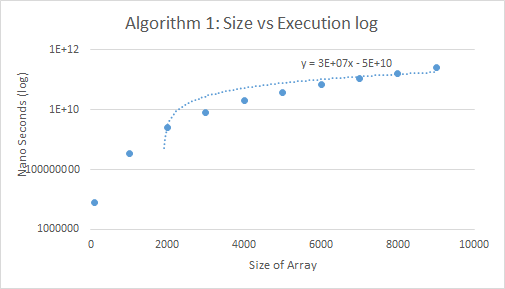 Algorithm 1: Size vs Execution log
1E+12
y = 3E+07x - 5E+10
1E+10
100000000
1000000
Nano Seconds (log)
0 2000 4000 6000 8000 10000
Size of Array